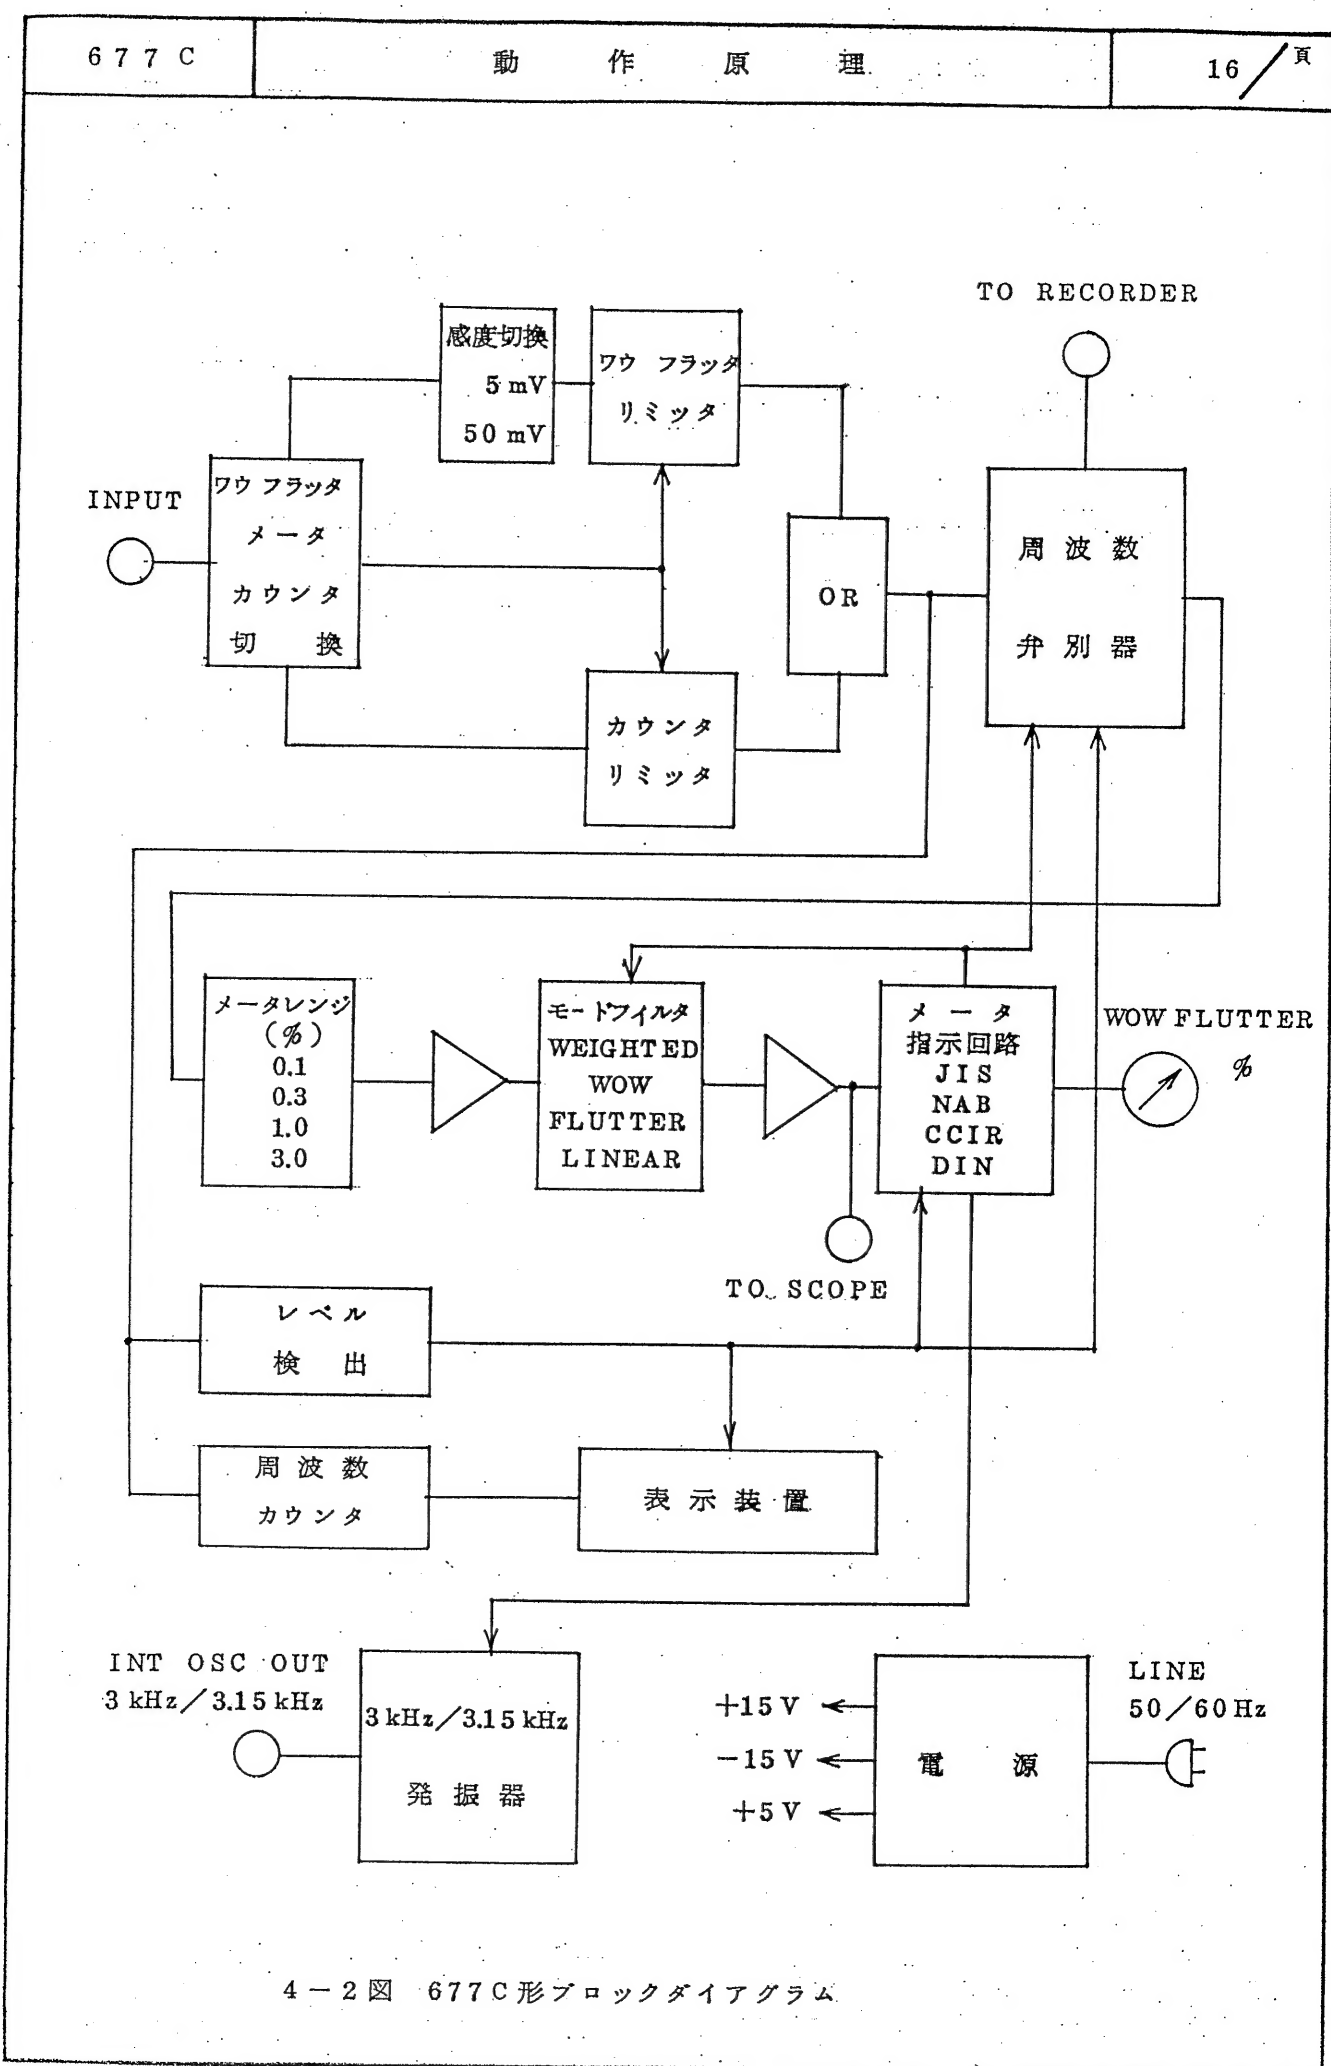 677C
動作原理
16/頁
TO RECORDER
感度切換
5 mV
50 mV
ワウ フラッタ
リミッタ
INPUT
ワウ フラッタ
メータ
カウンタ
切 換
OR
周波数
弁別器
カウンタ
リミッタ
メータレンジ
(%)
0.1
0.3
1.0
3.0
モードフィルタ
WEIGHTED
WOW
FLUTTER
LINEAR
メータ
指示回路
JIS
NAB
CCIR
DIN
WOW FLUTTER
%
TO SCOPE
レベル
検 出
周波数
カウンタ
表示装置
INT OSC OUT
3 kHz/3.15 kHz
3 kHz/3.15 kHz
発振器
+15 V
-15 V
+5 V
電 源
LINE
50/60 Hz
4-2図 677C形ブロックダイアグラム